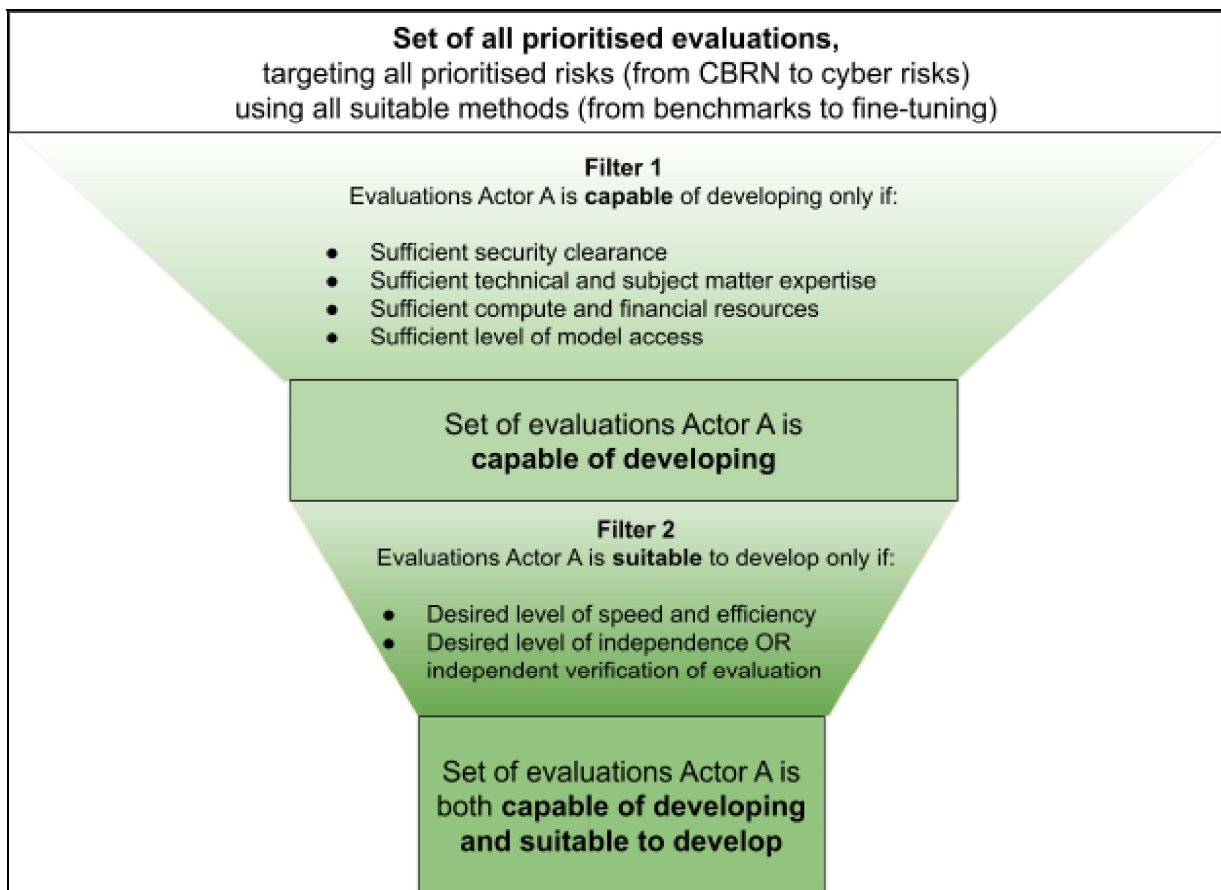 Set of all prioritised evaluations,
targeting all prioritised risks (from CBRN to cyber risks)
using all suitable methods (from benchmarks to fine-tuning)
Filter 1
Evaluations Actor A is capable of developing only if:
● Sufficient security clearance
● Sufficient technical and subject matter expertise
● Sufficient compute and financial resources
● Sufficient level of model access
Set of evaluations Actor A is
capable of developing
Filter 2
Evaluations Actor A is suitable to develop only if:
● Desired level of speed and efficiency
● Desired level of independence OR
independent verification of evaluation
Set of evaluations Actor A is
both capable of developing
and suitable to develop